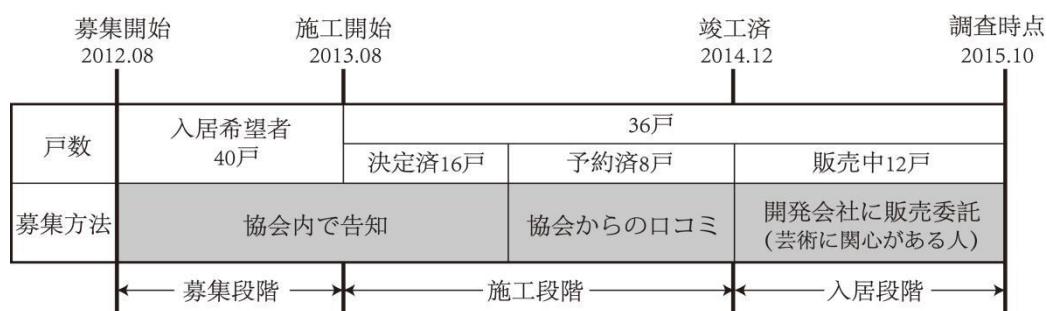 募集開始 施工開始 竣工済 調査時点
2012.08 2013.08 2014.12 2015.10
戸数 入居希望者
40戸
36戸
決定済16戸 予約済8戸 販売中12戸
募集方法 協会内で告知 協会からの口コミ 開発会社に販売委託
(芸術に関心がある人)
募集段階 施工段階 入居段階